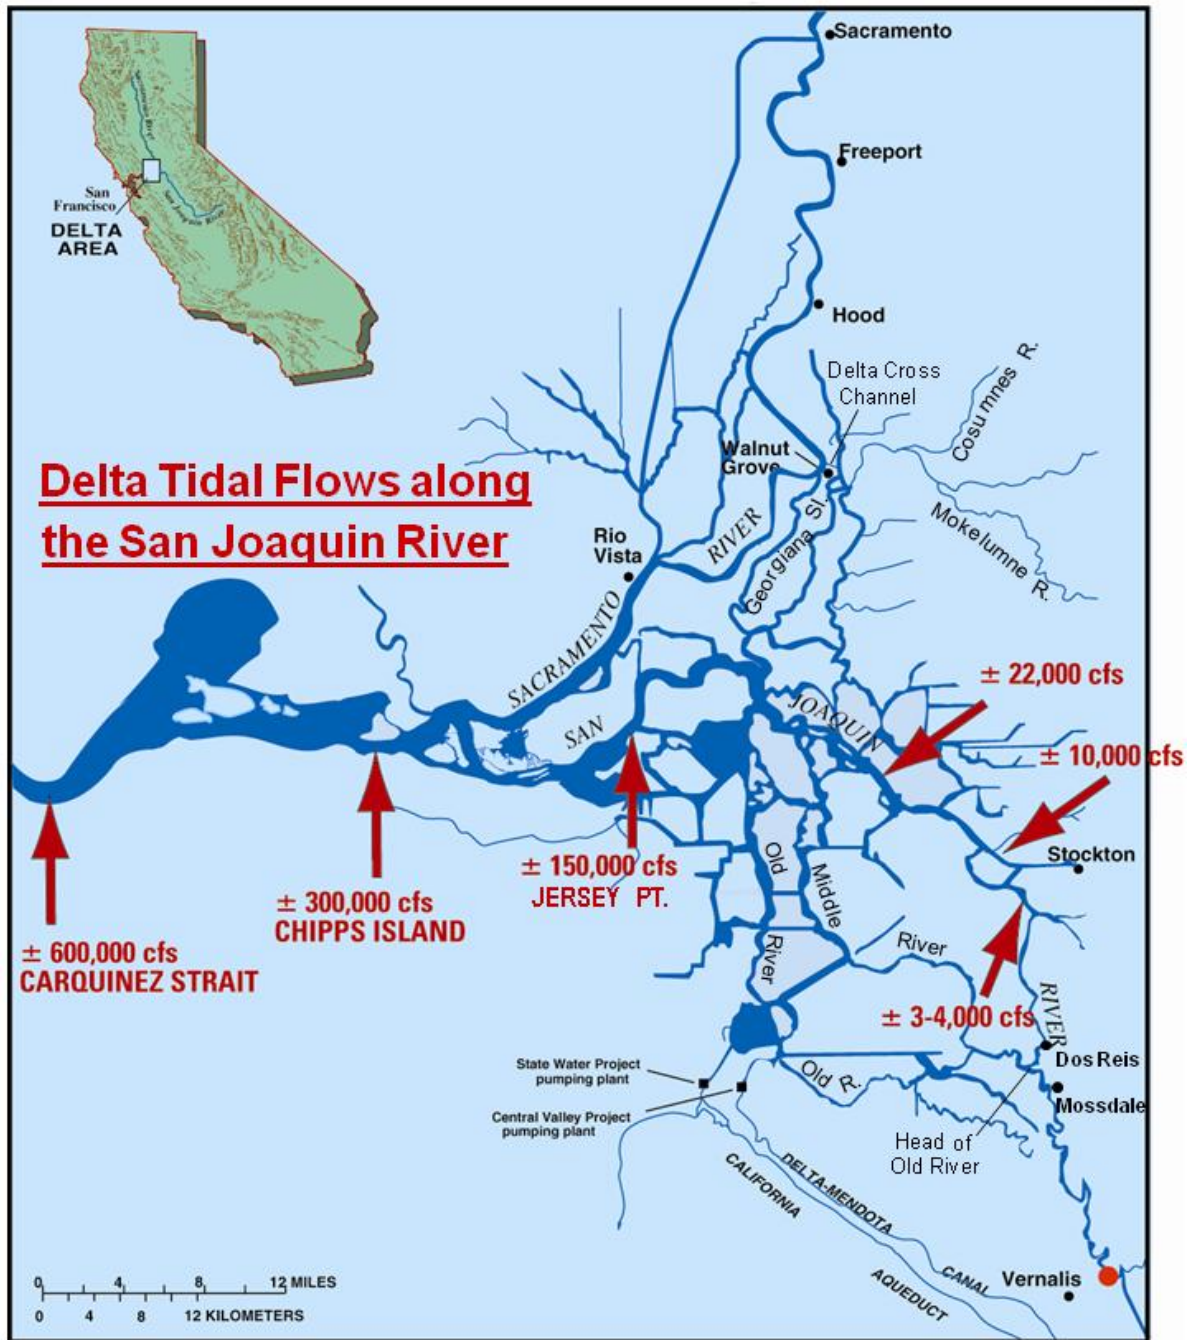 Sacramento
Freeport
Sacramento River
San
Francisco
San Joaquin River
DELTA
AREA
Hood
Delta Cross
Channel
Cosumnes R.
Walnut
Grove
Delta Tidal Flows along
the San Joaquin River
Mokelumne R.
Georgiana Sl.
RIVER
Rio
Vista
SACRAMENTO
± 22,000 cfs
JOAQUIN
SAN
± 10,000 cfs
Stockton
Old
Middle
± 150,000 cfs
JERSEY PT.
± 300,000 cfs
CHIPPS ISLAND
± 600,000 cfs
CARQUINEZ STRAIT
River
River
RIVER
± 3-4,000 cfs
Dos Reis
State Water Project
pumping plant
Old R.
Mossdale
Central Valley Project
pumping plant
Head of
Old River
DELTA-MENDOTA
CALIFORNIA
CANAL
AQUEDUCT
Vernalis
0 4 8 12 MILES
0 4 8 12 KILOMETERS